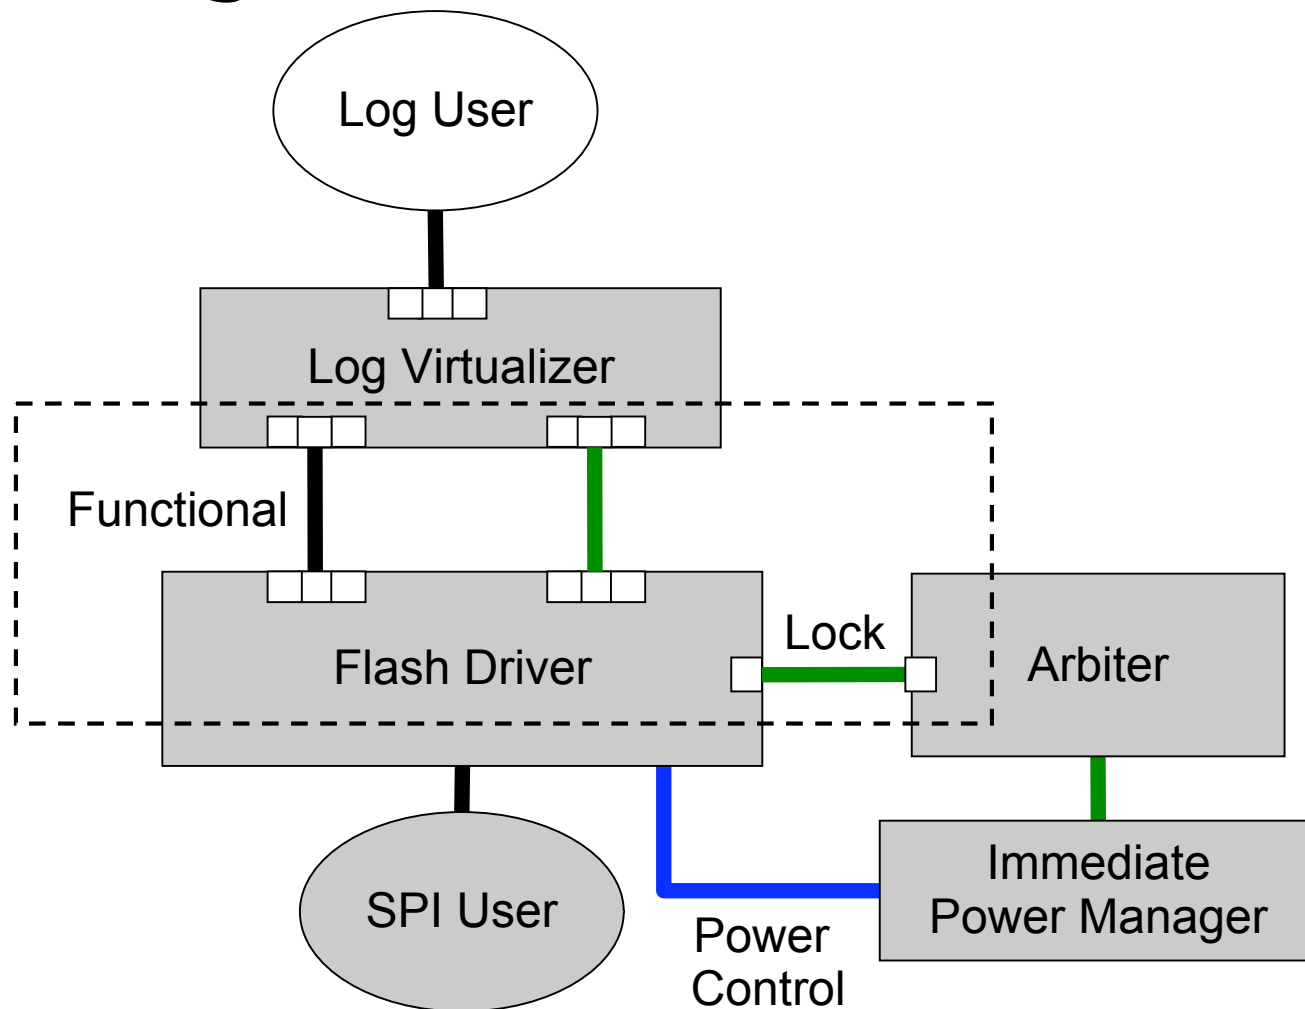 Log User
Log Virtualizer
Functional
Lock
Flash Driver
Arbiter
Immediate
Power Manager
SPI User
Power
Control